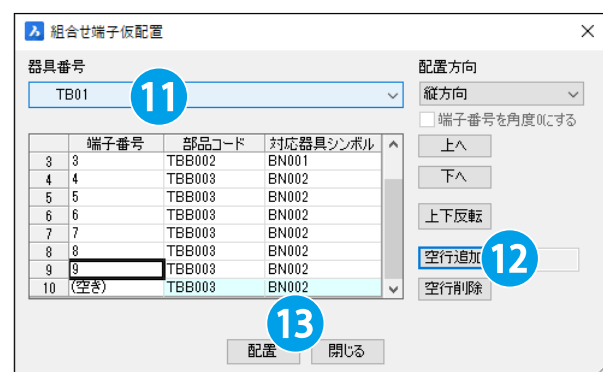 組合せ端子仮配置
器具番号
TB01
11
配置方向
縦方向
端子番号を角度0にする
端子番号 部品コード 対応器具シンボル
3 3 TBB002 BN001
4 4 TBB003 BN002
5 5 TBB003 BN002
6 6 TBB003 BN002
7 7 TBB003 BN002
8 8 TBB003 BN002
9 9 TBB003 BN002
10 (空き) TBB003 BN002
上へ
下へ
上下反転
空行追加
12
空行削除
13
配置
閉じる